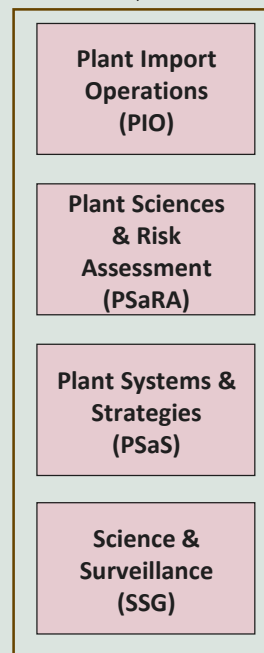 Plant Import
Operations
(PIO)
Plant Sciences
& Risk
Assessment
(PSaRA)
Plant Systems &
Strategies
(PSaS)
Science &
Surveillance
(SSG)